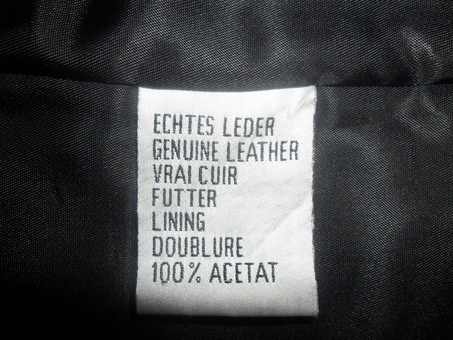 ECHTES LEDER
GENUINE LEATHER
VRAI CUIR
FUTTER
LINING
DOUBLURE
100% ACETAT